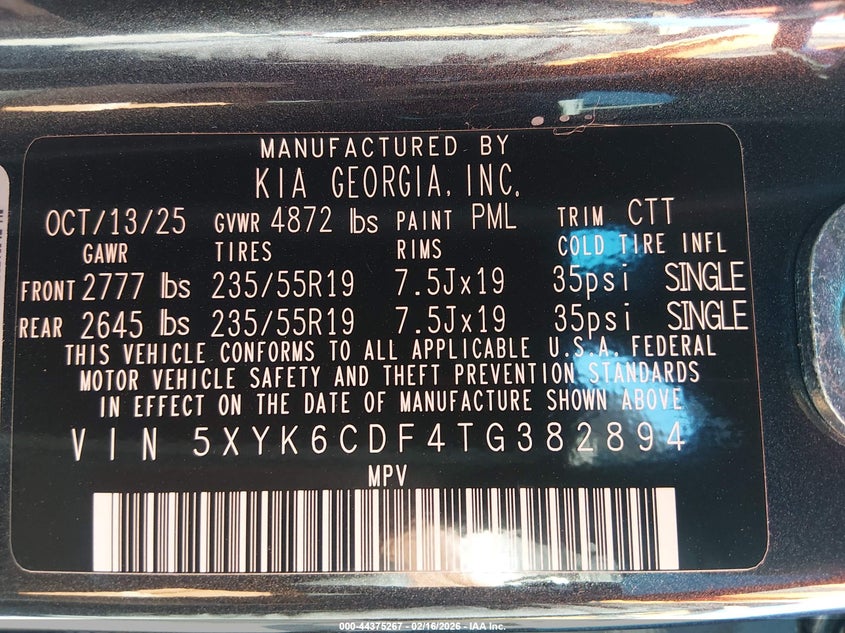 MANUFACTURED BY
KIA GEORGIA, INC.
OCT/13/25 GVWR 4872 lbs PAINT PML TRIM CTT
GAWR TIRES RIMS COLD TIRE INFL
FRONT 2777 lbs 235/55R19 7.5Jx19 35psi SINGLE
REAR 2645 lbs 235/55R19 7.5Jx19 35psi SINGLE
THIS VEHICLE CONFORMS TO ALL APPLICABLE U.S.A. FEDERAL
MOTOR VEHICLE SAFETY AND THEFT PREVENTION STANDARDS
IN EFFECT ON THE DATE OF MANUFACTURE SHOWN ABOVE
VIN 5XYK6CDF4TG382894
MPV
000-44375267 - 02/16/2026 - IAA Inc.